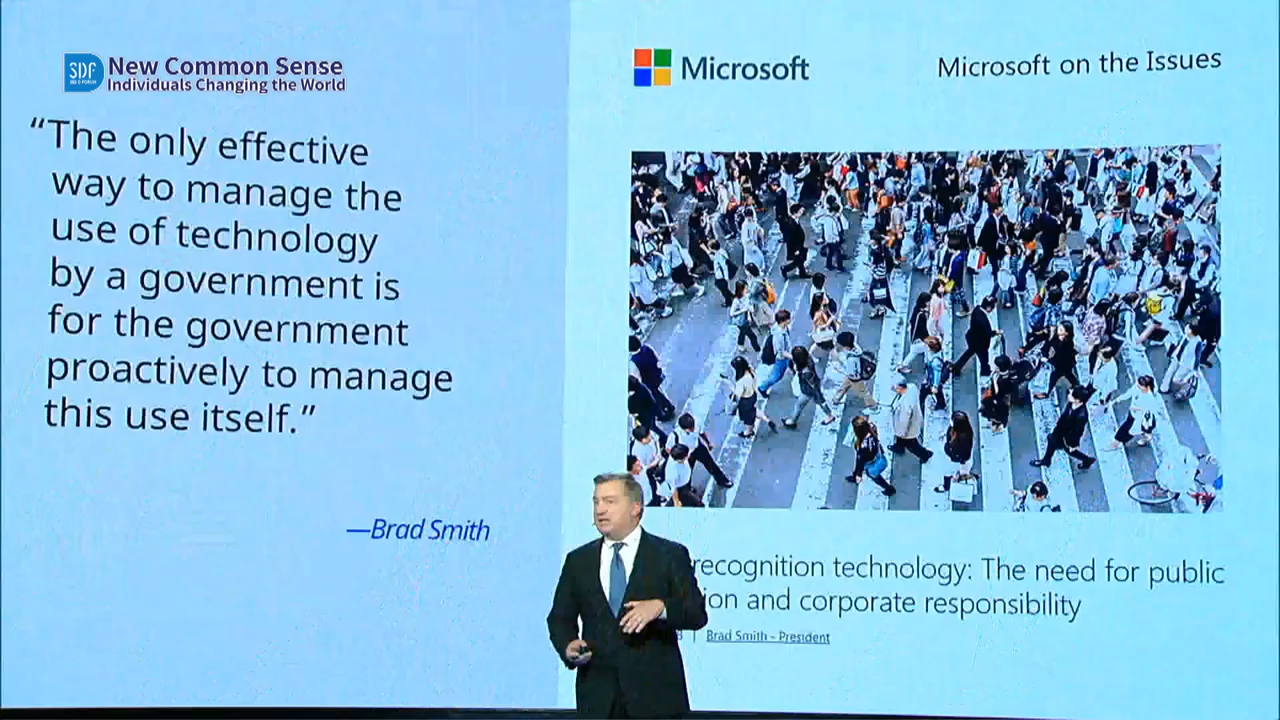 SDF
New Common Sense
Individuals Changing the World
“The only effective
way to manage the
use of technology
by a government is
for the government
proactively to manage
this use itself.”
—Brad Smith
Microsoft
Microsoft on the Issues
recognition technology: The need for public
ion and corporate responsibility
| Brad Smith - President